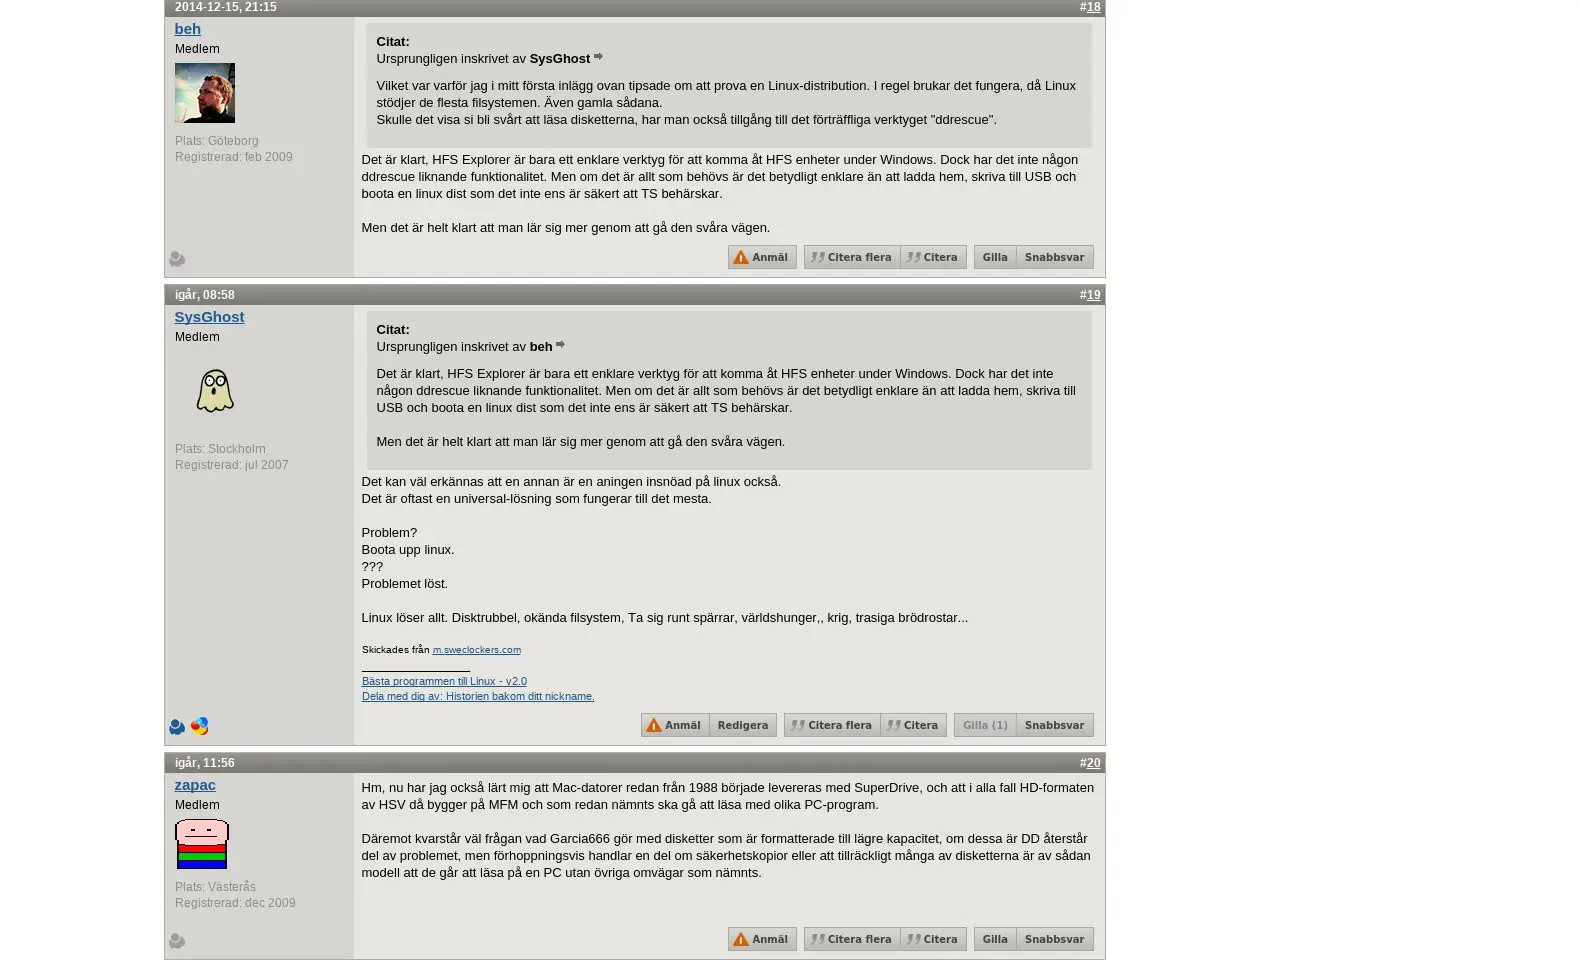 2014-12-15, 21:15 #18
beh
Medlem
Plats: Göteborg
Registrerad: feb 2009
Citat:
Ursprungligen inskrivet av SysGhost
Vilket var varför jag i mitt första inlägg ovan tipsade om att prova en Linux-distribution. I regel brukar det fungera, då Linux
stödjer de flesta filsystemen. Även gamla sådana.
Skulle det visa si bli svårt att läsa disketterna, har man också tillgång till det förträffliga verktyget "ddrescue".
Det är klart, HFS Explorer är bara ett enklare verktyg för att komma åt HFS enheter under Windows. Dock har det inte någon
ddrescue liknande funktionalitet. Men om det är allt som behövs är det betydligt enklare än att ladda hem, skriva till USB och
boota en linux dist som det inte ens är säkert att TS behärskar.
Men det är helt klart att man lär sig mer genom att gå den svåra vägen.
Anmäl Citera flera Citera Gilla Snabbsvar
igår, 08:58 #19
SysGhost
Medlem
Plats: Stockholm
Registrerad: jul 2007
Citat:
Ursprungligen inskrivet av beh
Det är klart, HFS Explorer är bara ett enklare verktyg för att komma åt HFS enheter under Windows. Dock har det inte
någon ddrescue liknande funktionalitet. Men om det är allt som behövs är det betydligt enklare än att ladda hem, skriva till
USB och boota en linux dist som det inte ens är säkert att TS behärskar.
Men det är helt klart att man lär sig mer genom att gå den svåra vägen.
Det kan väl erkännas att en annan är en aningen insnöad på linux också.
Det är oftast en universal-lösning som fungerar till det mesta.
Problem?
Boota upp linux.
???
Problemet löst.
Linux löser allt. Disktrubbel, okända filsystem, Ta sig runt spärrar, världshunger,, krig, trasiga brödrostar...
Skickades från m.sweclockers.com
Bästa programmen till Linux - v2.0
Dela med dig av: Historien bakom ditt nickname.
Anmäl Redigera Citera flera Citera Gilla (1) Snabbsvar
igår, 11:56 #20
zapac
Medlem
Plats: Västerås
Registrerad: dec 2009
Hm, nu har jag också lärt mig att Mac-datorer redan från 1988 började levereras med SuperDrive, och att i alla fall HD-formaten
av HSV då bygger på MFM och som redan nämnts ska gå att läsa med olika PC-program.
Däremot kvarstår väl frågan vad Garcia666 gör med disketter som är formatterade till lägre kapacitet, om dessa är DD återstår
del av problemet, men förhoppningsvis handlar en del om säkerhetskopior eller att tillräckligt många av disketterna är av sådan
modell att de går att läsa på en PC utan övriga omvägar som nämnts.
Anmäl Citera flera Citera Gilla Snabbsvar